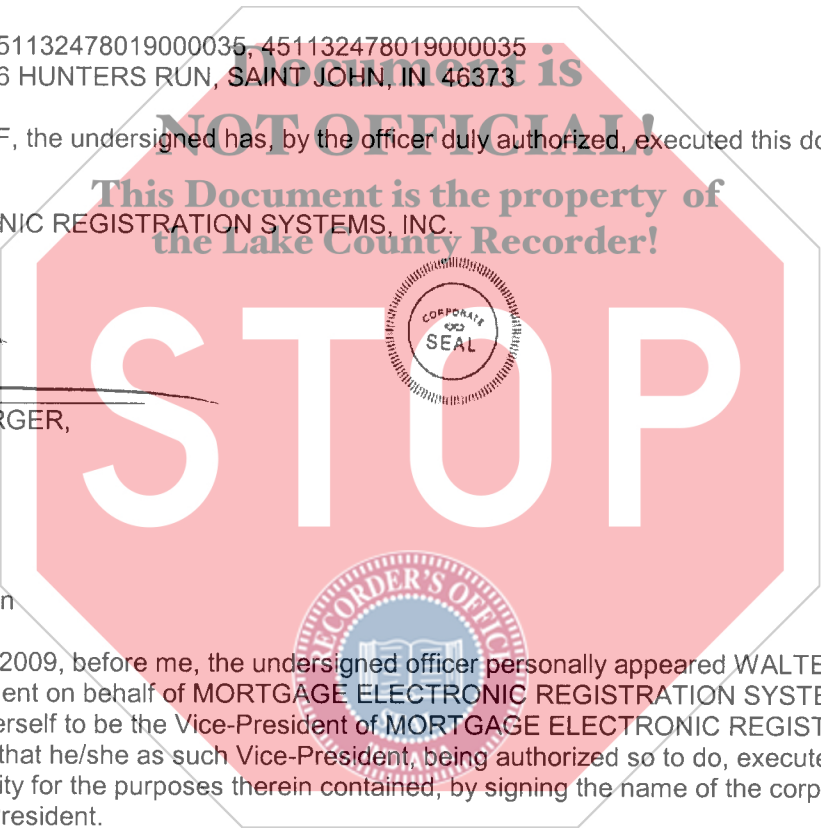 51132478019000035, 451132478019000035
6 HUNTERS RUN, SAINT JOHN, IN 46373
Document is
F, the undersigned has, by the officer duly authorized, executed this do
NOT OFFICIAL!
This Document is the property of
NIC REGISTRATION SYSTEMS, INC.
the Lake County Recorder!
CORPORATE
SEAL
STOP
RGER,
RECORDER'S OFFIC
n
2009, before me, the undersigned officer personally appeared WALTE
ent on behalf of MORTGAGE ELECTRONIC REGISTRATION SYSTE
erself to be the Vice-President of MORTGAGE ELECTRONIC REGIST
that he/she as such Vice-President, being authorized so to do, execute
ity for the purposes therein contained, by signing the name of the corp
resident.